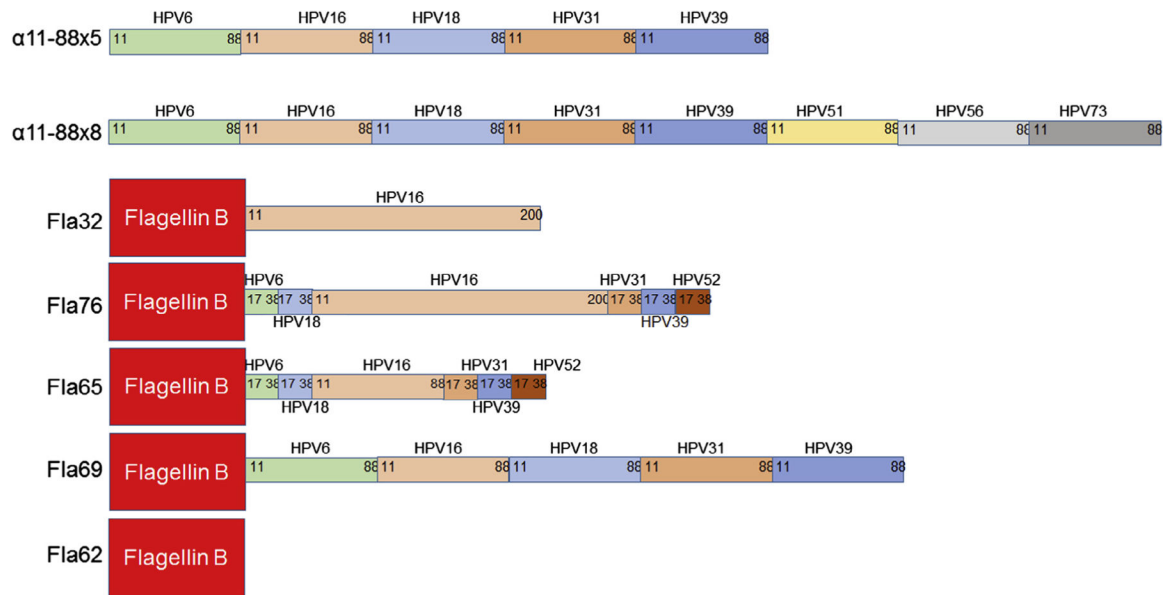 HPV6 HPV16 HPV18 HPV31 HPV39
α11-88x5 11 88 11 88 11 88 11 88 11 88
HPV6 HPV16 HPV18 HPV31 HPV39 HPV51 HPV56 HPV73
α11-88x8 11 88 11 88 11 88 11 88 11 88 11 88 11 88 11 88
HPV16
Fla32 Flagellin B 11 200
HPV6 HPV16 HPV31 HPV52
Fla76 Flagellin B 17 38 17 38 11 200 17 38 17 38 17 38
HPV18 HPV39
HPV6 HPV16 HPV31 HPV52
Fla65 Flagellin B 17 38 17 38 11 88 17 38 17 38 17 38
HPV18 HPV39
HPV6 HPV16 HPV18 HPV31 HPV39
Fla69 Flagellin B 11 88 11 88 11 88 11 88 11 88
Fla62 Flagellin B